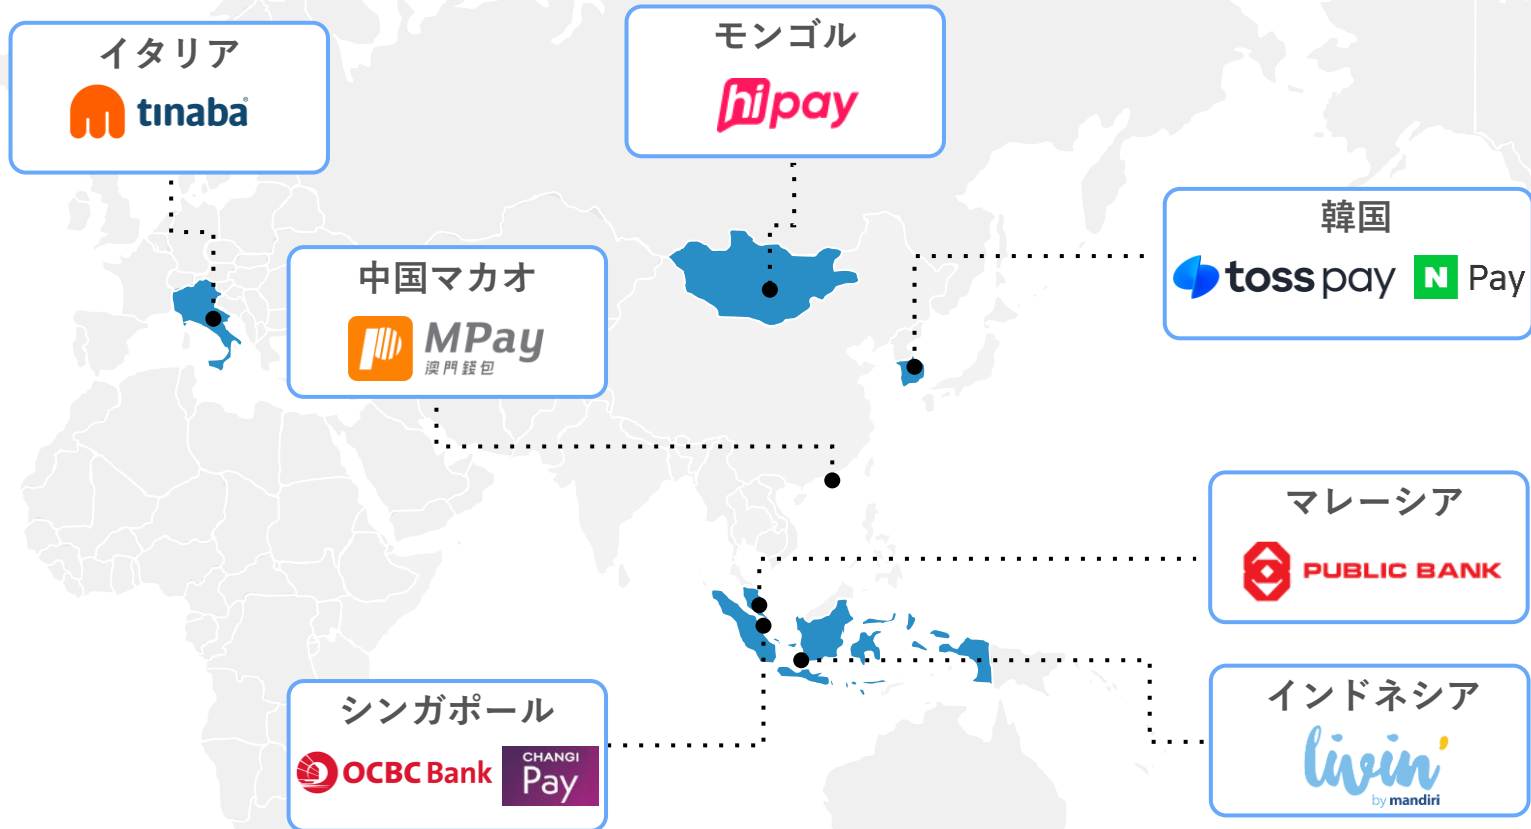 イタリア
tinaba
モンゴル
hipay
韓国
toss pay
N Pay
中国マカオ
MPay
澳門錢包
マレーシア
PUBLIC BANK
シンガポール
OCBC Bank
CHANGI
Pay
インドネシア
livin'
by mandiri